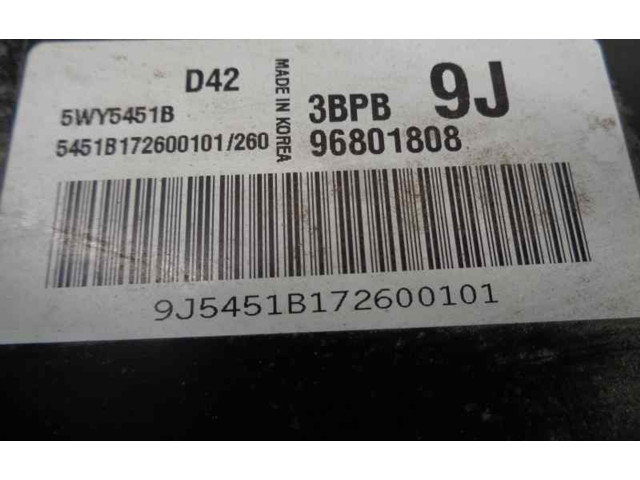 D42
MADE IN KOREA
3BPB 9J
5WY5451B
5451B172600101/260
96801808
9J5451B172600101